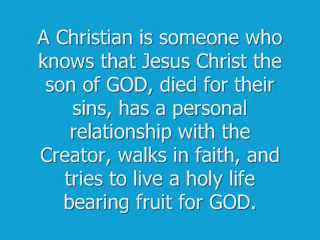 A Christian is someone who
knows that Jesus Christ the
son of GOD, died for their
sins, has a personal
relationship with the
Creator, walks in faith, and
tries to live a holy life
bearing fruit for GOD.